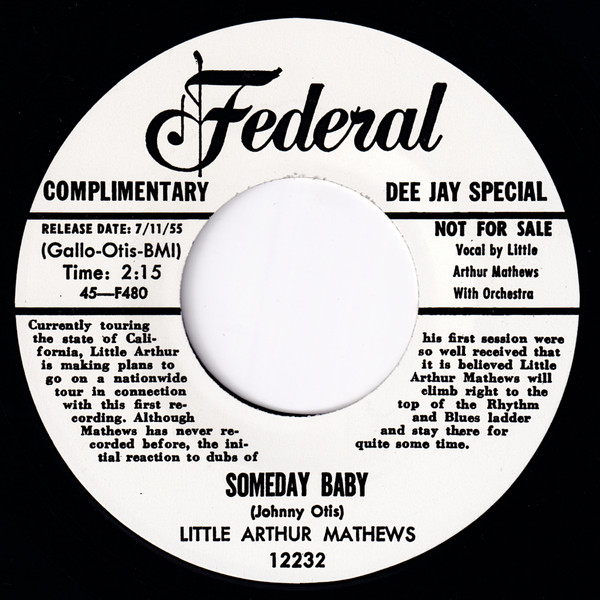 Federal
COMPLIMENTARY
DEE JAY SPECIAL
RELEASE DATE: 7/11/55
(Gallo-Otis-BMI)
Time: 2:15
45—F480
NOT FOR SALE
Vocal by Little
Arthur Mathews
With Orchestra
Currently touring
the state of Cali-
fornia, Little Arthur
is making plans to
go on a nationwide
tour in connection
with this first re-
cording. Although
Mathews has never re-
corded before, the ini-
tial reaction to dubs of
his first session were
so well received that
it is believed Little
Arthur Mathews will
climb right to the
top of the Rhythm
and Blues ladder
and stay there for
quite some time.
SOMEDAY BABY
(Johnny Otis)
LITTLE ARTHUR MATHEWS
12232